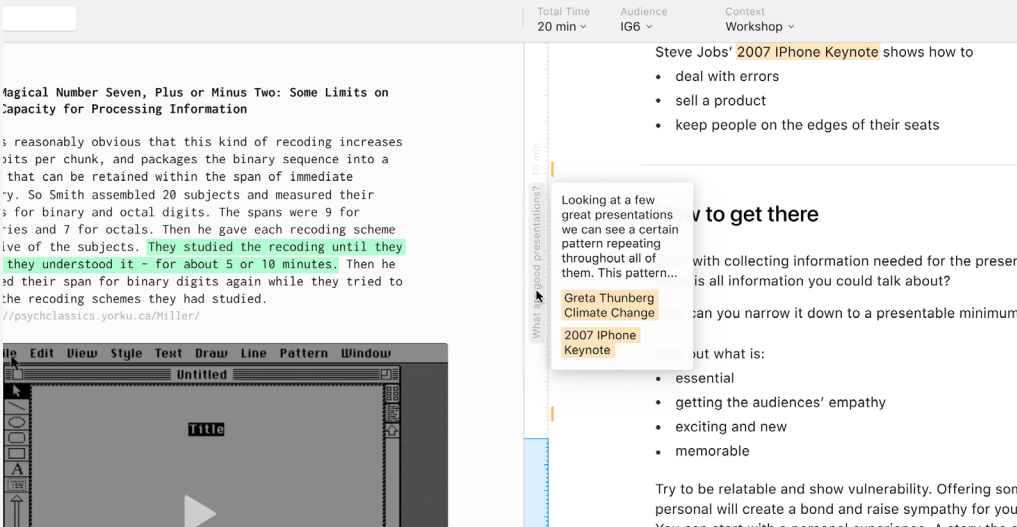 Total Time
Audience
Context
20 min
IG6
Workshop
Magical Number Seven, Plus or Minus Two: Some Limits on
Capacity for Processing Information
s reasonably obvious that this kind of recoding increases
bits per chunk, and packages the binary sequence into a
that can be retained within the span of immediate
ry. So Smith assembled 20 subjects and measured their
s for binary and octal digits. The spans were 9 for
ries and 7 for octals. Then he gave each recoding scheme
ive of the subjects. They studied the recoding until they
they understood it – for about 5 or 10 minutes. Then he
ed their span for binary digits again while they tried to
the recoding schemes they had studied.
//psychclassics.yorku.ca/Miller/
ile Edit View Style Text Draw Line Pattern Window
Untitled
Title
A
10 min
What are good presentations?
Looking at a few
great presentations
we can see a certain
pattern repeating
throughout all of
them. This pattern...
Greta Thunberg
Climate Change
2007 IPhone
Keynote
Steve Jobs’ 2007 IPhone Keynote shows how to
• deal with errors
• sell a product
• keep people on the edges of their seats
w to get there
with collecting information needed for the presen
is all information you could talk about?
can you narrow it down to a presentable minimum
out what is:
• essential
• getting the audiences’ empathy
• exciting and new
• memorable
Try to be relatable and show vulnerability. Offering som
personal will create a bond and raise sympathy for you